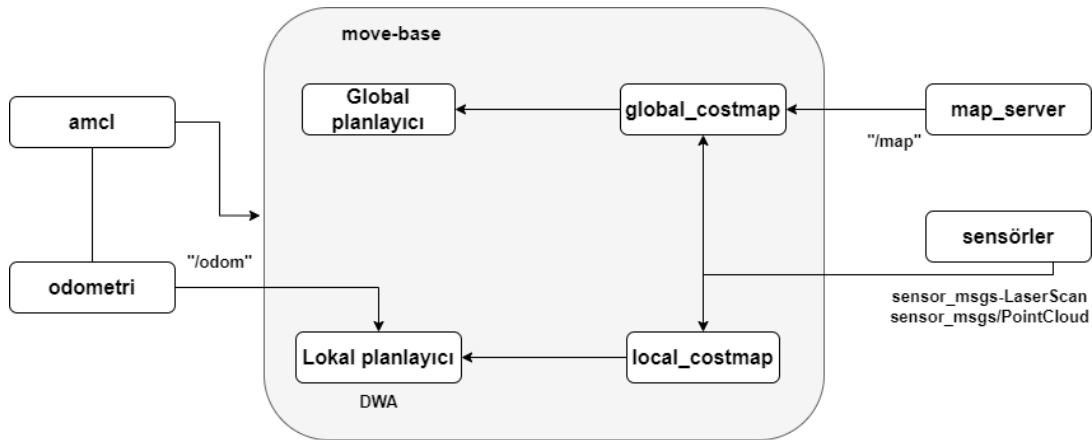 move-base
amcl
Global
planlayıcı
global_costmap
map_server
"/map"
sensörler
odometri
"/odom"
sensor_msgs-LaserScan
sensor_msgs/PointCloud
Lokal planlayıcı
local_costmap
DWA